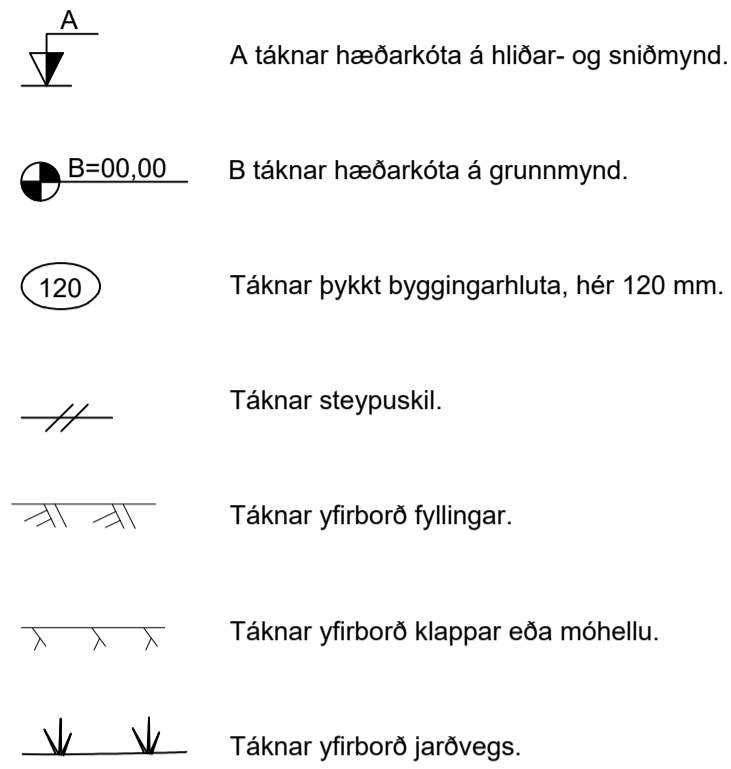 A
A táknar hæðarkóta á hliðar- og sniðmynd.
B=00,00
B táknar hæðarkóta á grunnmynd.
120
Táknar þykkt byggingarhluta, hér 120 mm.
Táknar steypuskil.
Táknar yfirborð fyllingar.
Táknar yfirborð klappar eða móhellu.
Táknar yfirborð jarðvegs.